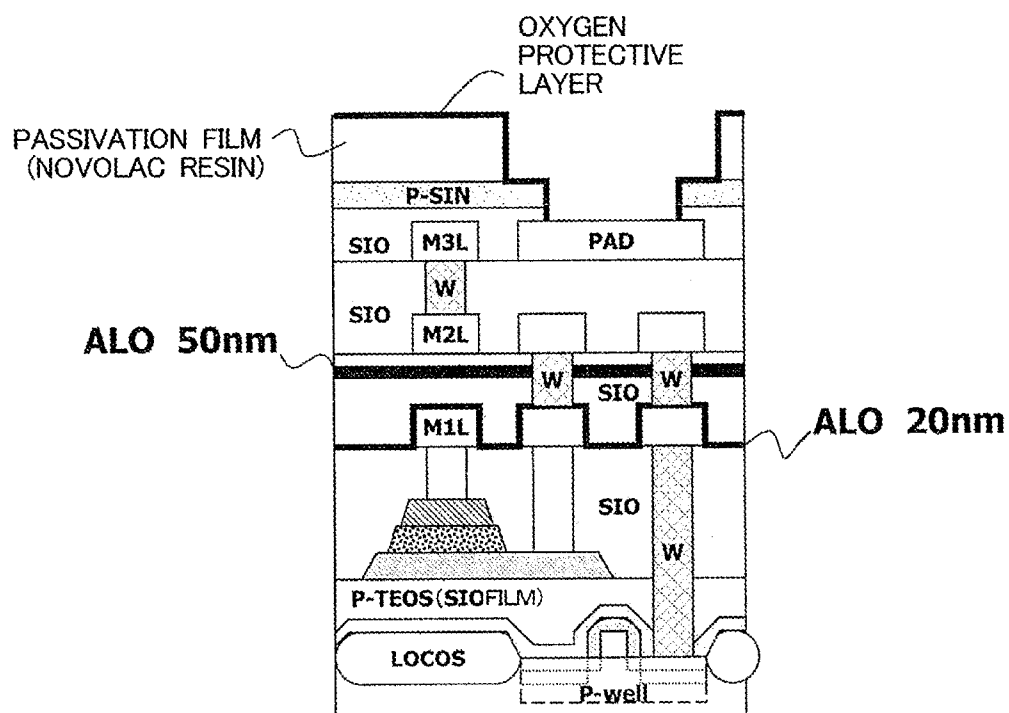 OXYGEN
PROTECTIVE
LAYER
PASSIVATION FILM
(NOVOLAC RESIN)
P-SIN
SIO
M3L
PAD
W
SIO
M2L
ALO 50nm
W
SIO
W
M1L
ALO 20nm
SIO
W
P-TEOS(SIOFILM)
LOCOS
P-well